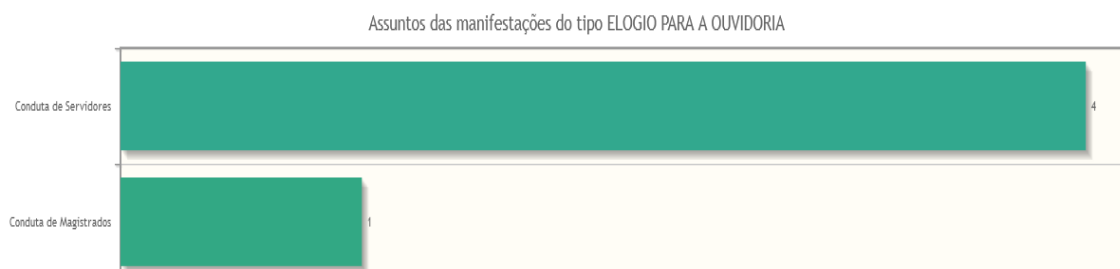 Assuntos das manifestações do tipo ELOGIO PARA A OUVIDORIA
Conduta de Servidores
4
Conduta de Magistrados
1